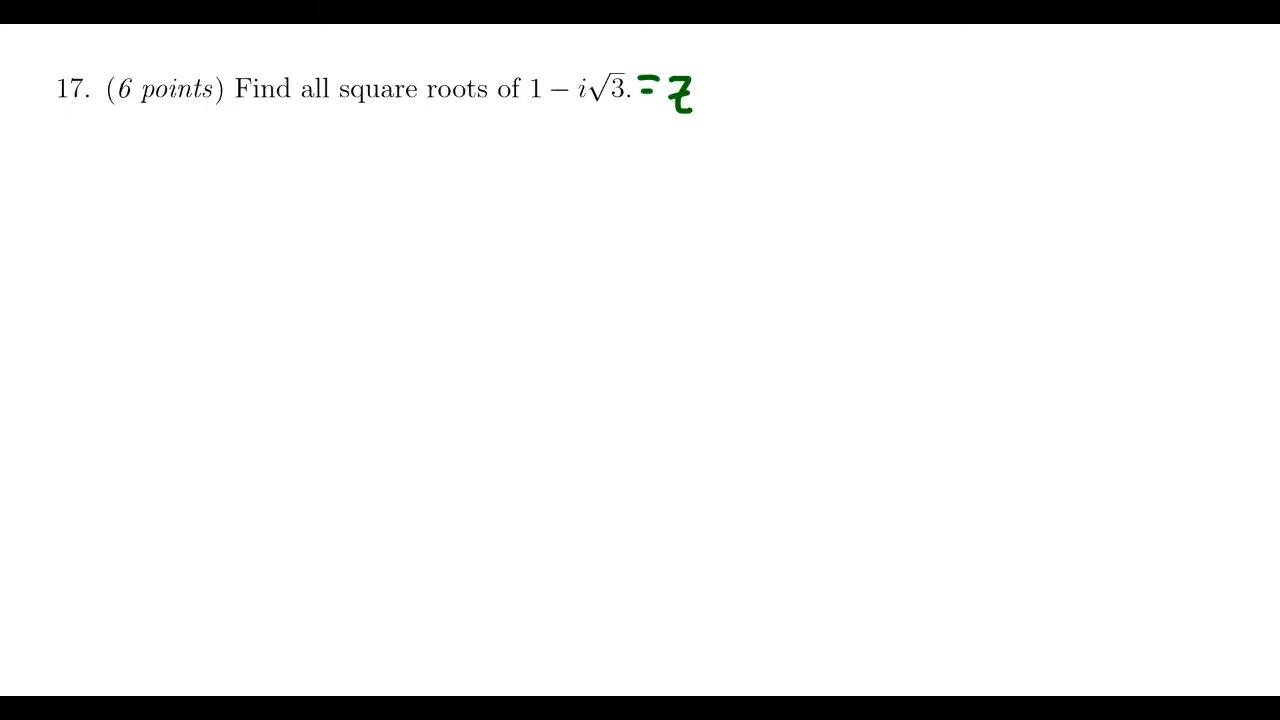 17. (6 points) Find all square roots of 1 − i√3. = z